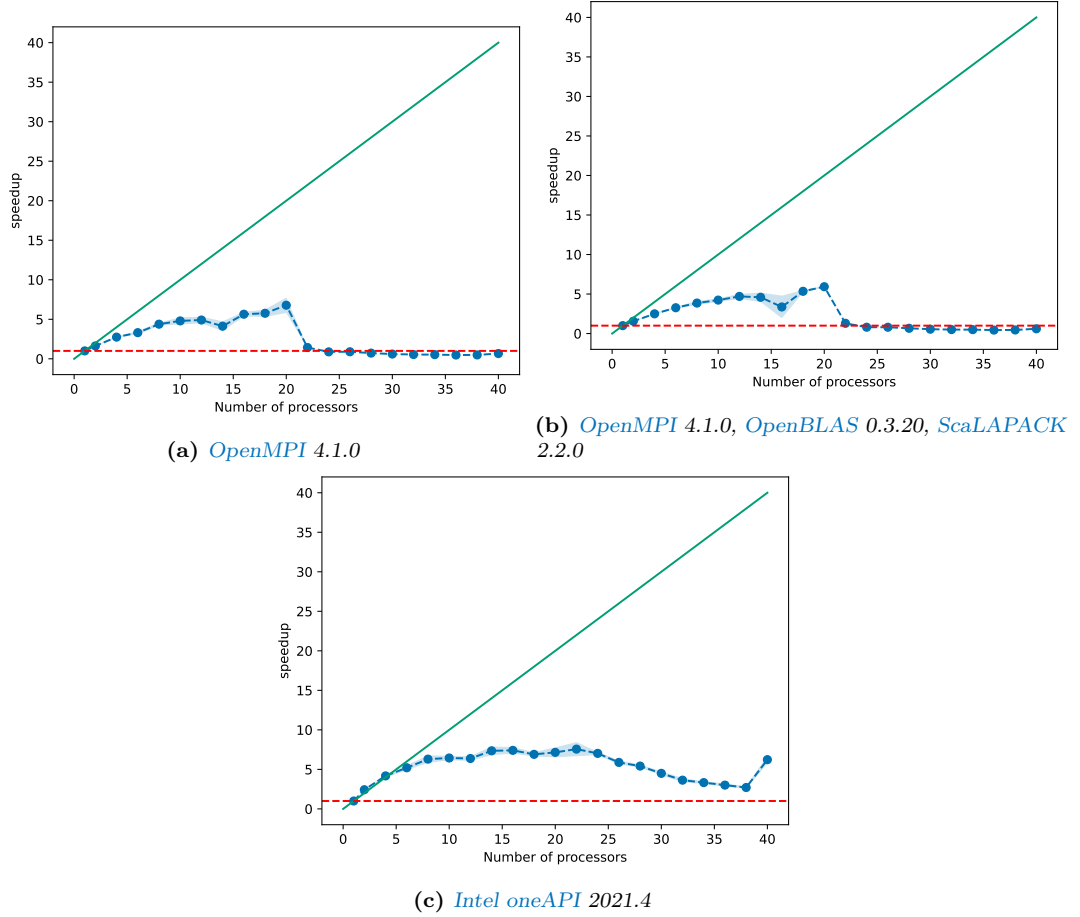 40
35
30
25
20
15
10
5
0
speedup
0 5 10 15 20 25 30 35 40
Number of processors
(a) OpenMPI 4.1.0
40
35
30
25
20
15
10
5
0
speedup
0 5 10 15 20 25 30 35 40
Number of processors
(b) OpenMPI 4.1.0, OpenBLAS 0.3.20, ScaLAPACK
2.2.0
40
35
30
25
20
15
10
5
0
speedup
0 5 10 15 20 25 30 35 40
Number of processors
(c) Intel oneAPI 2021.4